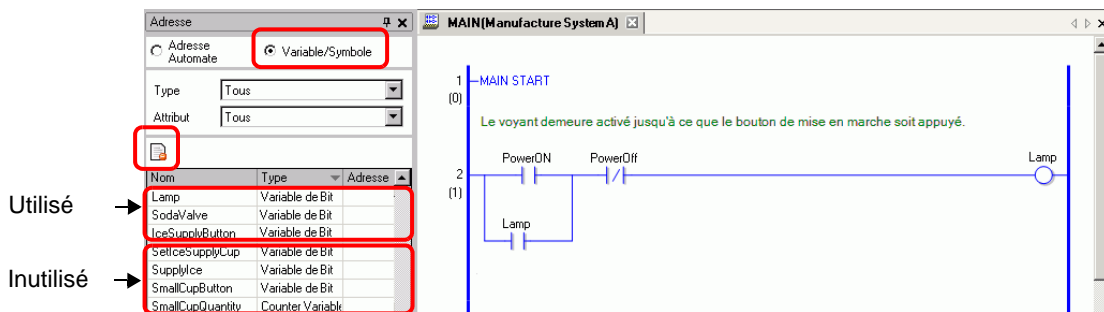 Adresse
MAIN(Manufacture System A)
Adresse Automate
Variable/Symbole
Type Tous
Attribut Tous
Nom Type Adresse
Lamp Variable de Bit
SodaValve Variable de Bit
IceSupplyButton Variable de Bit
SetIceSupplyCup Variable de Bit
SupplyIce Variable de Bit
SmallCupButton Variable de Bit
SmallCupQuantity Counter Variable
Utilisé
Inutilisé
1 MAIN START
(0)
Le voyant demeure activé jusqu'à ce que le bouton de mise en marche soit appuyé.
PowerON PowerOff Lamp
2
(1)
Lamp